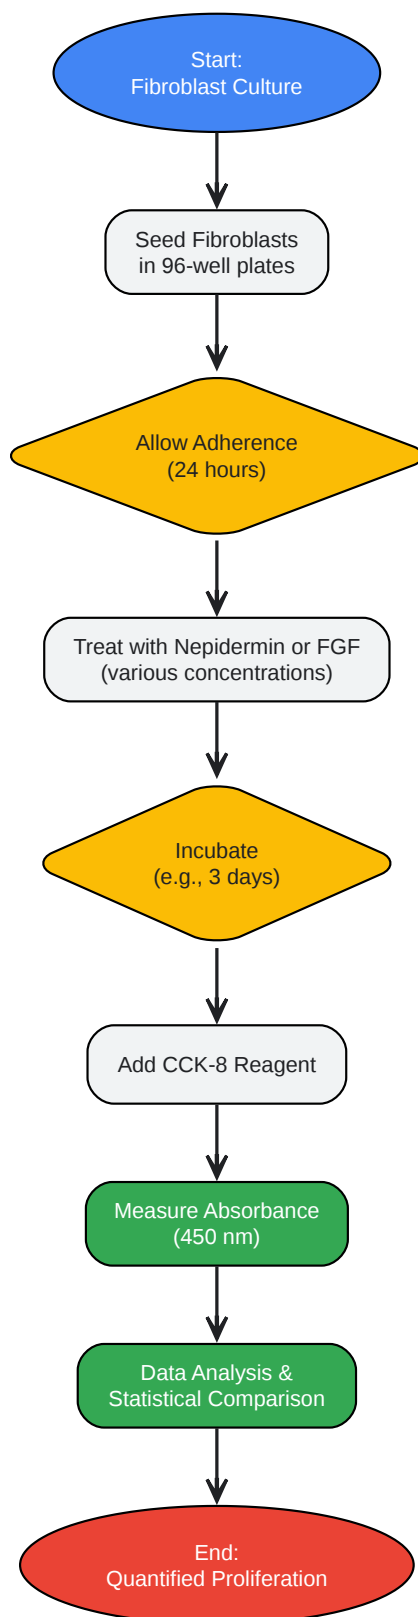 Start:
Fibroblast Culture
Seed Fibroblasts
in 96-well plates
Allow Adherence
(24 hours)
Treat with Nepidermin or FGF
(various concentrations)
Incubate
(e.g., 3 days)
Add CCK-8 Reagent
Measure Absorbance
(450 nm)
Data Analysis &
Statistical Comparison
End:
Quantified Proliferation